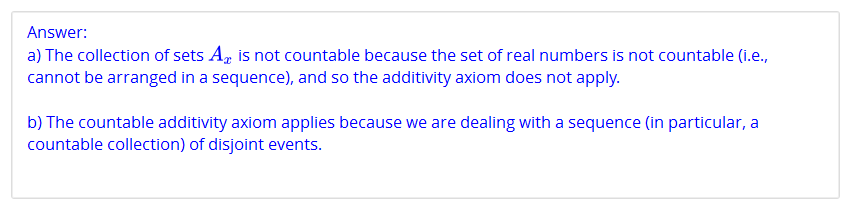 Answer:
a) The collection of sets Aₓ is not countable because the set of real numbers is not countable (i.e.,
cannot be arranged in a sequence), and so the additivity axiom does not apply.
b) The countable additivity axiom applies because we are dealing with a sequence (in particular, a
countable collection) of disjoint events.